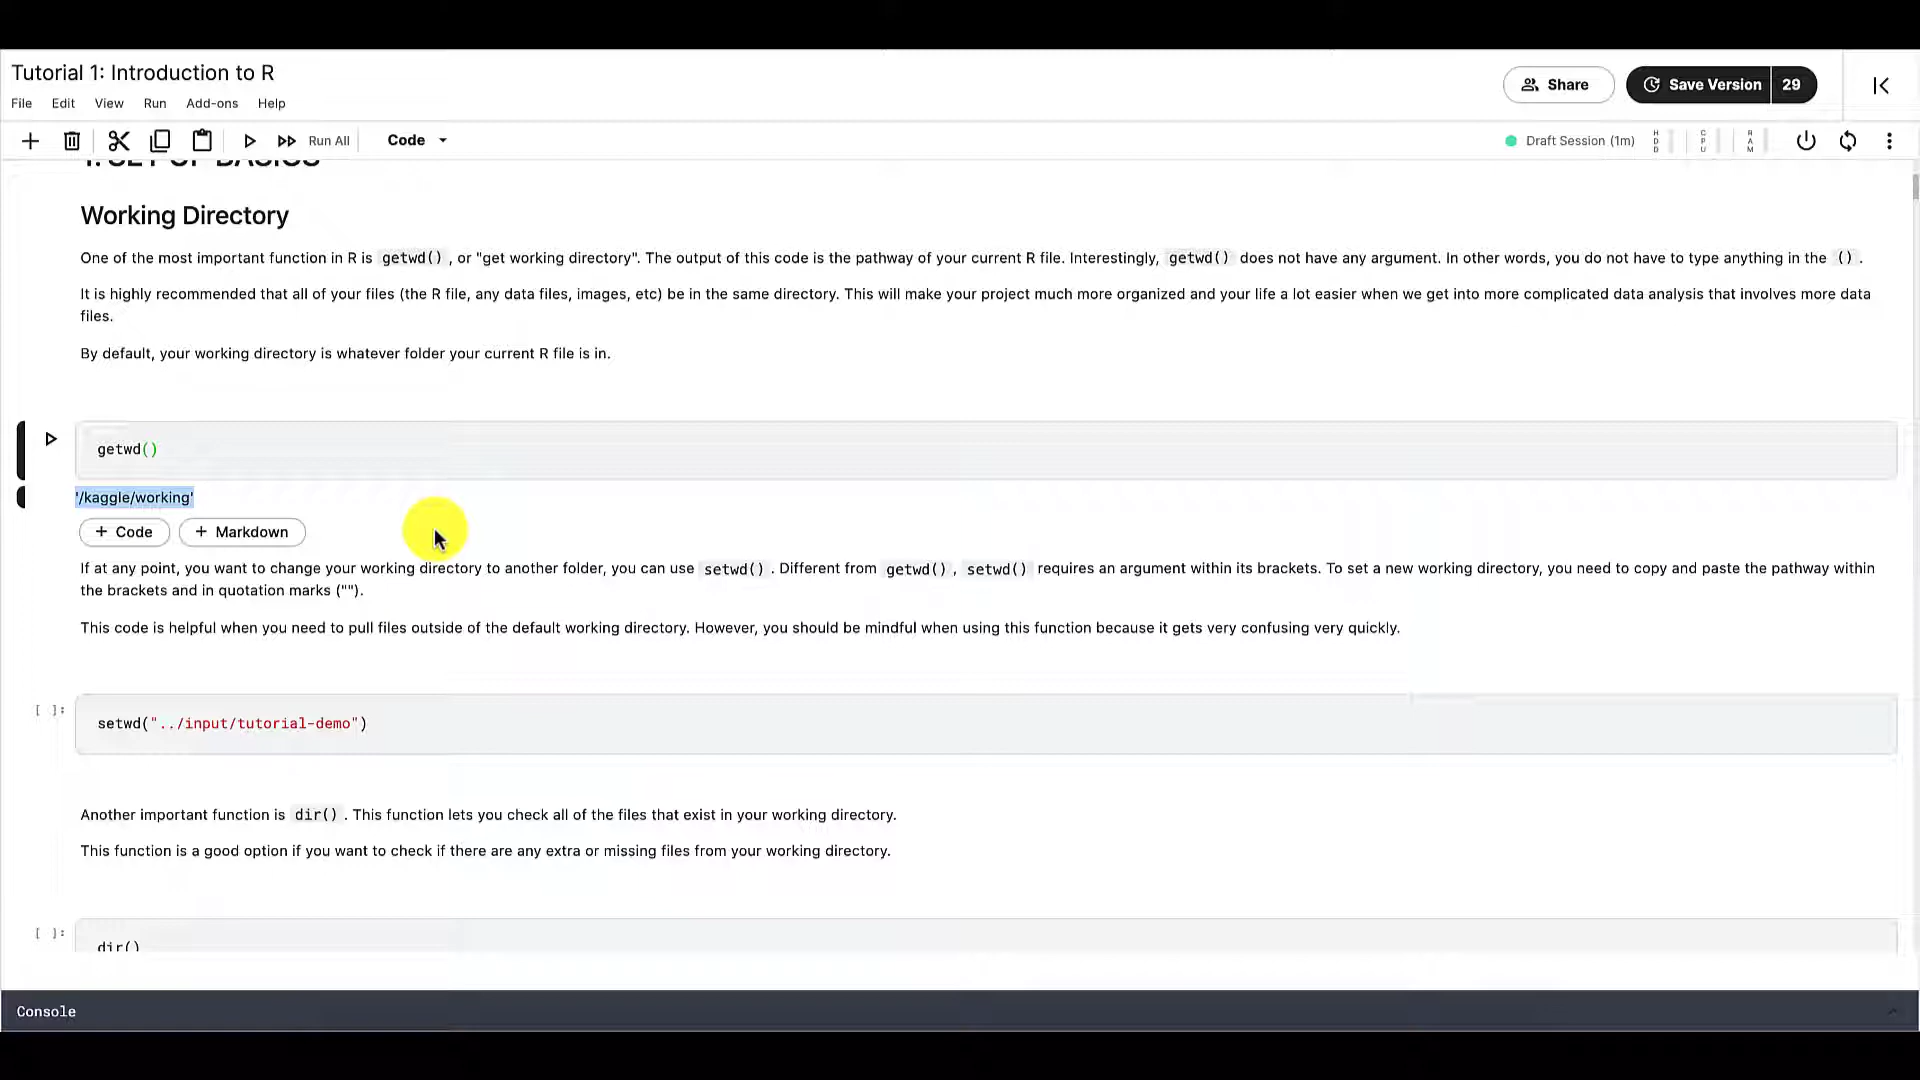 Tutorial 1: Introduction to R
Share
Save Version
29
File Edit View Run Add-ons Help
Run All
Code
Draft Session (1m)
HDD
CPU
RAM
1. SET UP BASICS
Working Directory
One of the most important function in R is getwd() , or "get working directory". The output of this code is the pathway of your current R file. Interestingly, getwd() does not have any argument. In other words, you do not have to type anything in the () .
It is highly recommended that all of your files (the R file, any data files, images, etc) be in the same directory. This will make your project much more organized and your life a lot easier when we get into more complicated data analysis that involves more data
files.
By default, your working directory is whatever folder your current R file is in.
getwd()
'/kaggle/working'
+ Code
+ Markdown
If at any point, you want to change your working directory to another folder, you can use setwd() . Different from getwd() , setwd() requires an argument within its brackets. To set a new working directory, you need to copy and paste the pathway within
the brackets and in quotation marks ("").
This code is helpful when you need to pull files outside of the default working directory. However, you should be mindful when using this function because it gets very confusing very quickly.
[ ]:
setwd("../input/tutorial-demo")
Another important function is dir() . This function lets you check all of the files that exist in your working directory.
This function is a good option if you want to check if there are any extra or missing files from your working directory.
[ ]:
dir()
Console